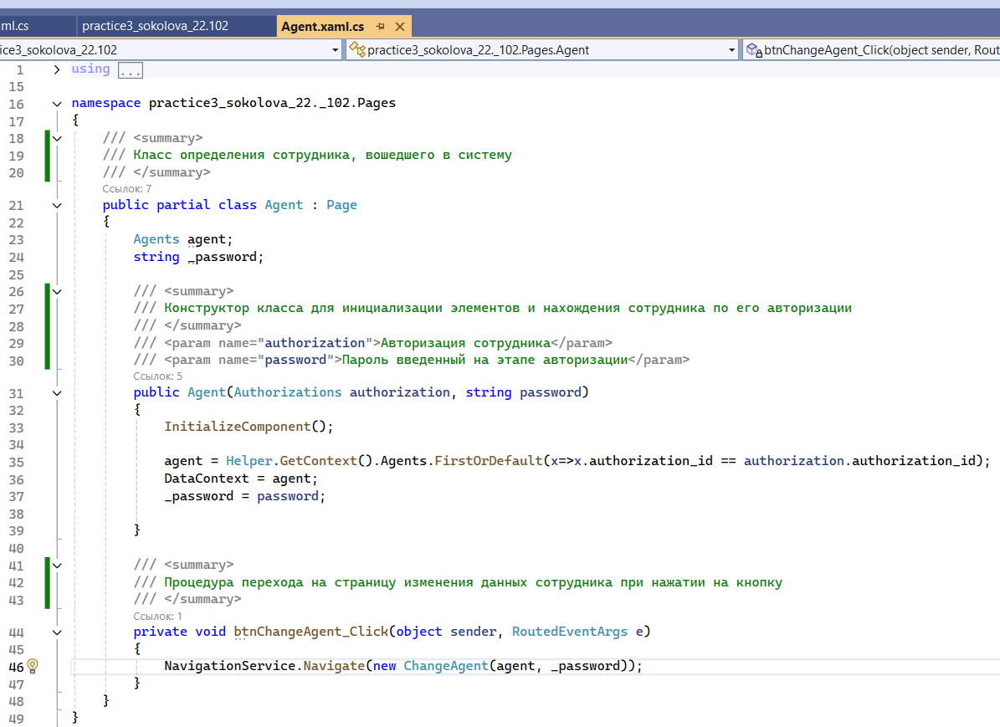 ml.cs practice3_sokolova_22.102 Agent.xaml.cs
ice3_sokolova_22.102 practice3_sokolova_22._102.Pages.Agent btnChangeAgent_Click(object sender, Rout
1 using ...
15
16 namespace practice3_sokolova_22._102.Pages
17 {
18 /// <summary>
19 /// Класс определения сотрудника, вошедшего в систему
20 /// </summary>
Ссылок: 7
21 public partial class Agent : Page
22 {
23 Agents agent;
24 string _password;
25
26 /// <summary>
27 /// Конструктор класса для инициализации элементов и нахождения сотрудника по его авторизации
28 /// </summary>
29 /// <param name="authorization">Авторизация сотрудника</param>
30 /// <param name="password">Пароль введенный на этапе авторизации</param>
Ссылок: 5
31 public Agent(Authorizations authorization, string password)
32 {
33 InitializeComponent();
34
35 agent = Helper.GetContext().Agents.FirstOrDefault(x=>x.authorization_id == authorization.authorization_id);
36 DataContext = agent;
37 _password = password;
38
39 }
40
41 /// <summary>
42 /// Процедура перехода на страницу изменения данных сотрудника при нажатии на кнопку
43 /// </summary>
Ссылок: 1
44 private void btnChangeAgent_Click(object sender, RoutedEventArgs e)
45 {
46 NavigationService.Navigate(new ChangeAgent(agent, _password));
47 }
48 }
49 }